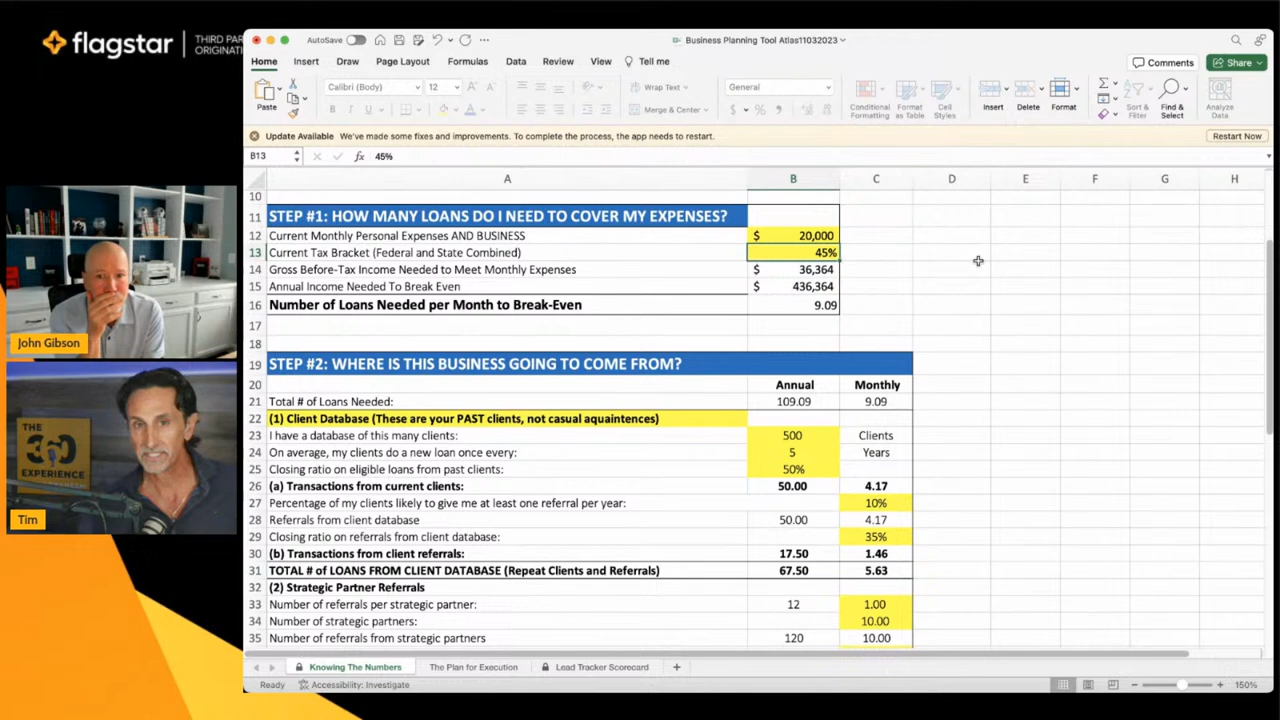 flagstar
THIRD PAR
ORIGINATI
AutoSave
Business Planning Tool Atlas11032023
Home Insert Draw Page Layout Formulas Data Review View Tell me
Comments Share
Paste
Calibri (Body) 12
B I U
Wrap Text
Merge & Center
General
Conditional Formatting
Format as Table
Cell Styles
Insert Delete Format
Sort & Filter
Find & Select
Analyze Data
Update Available We've made some fixes and improvements. To complete the process, the app needs to restart. Restart Now
B13 fx 45%
A B C D E F G H
10
11 STEP #1: HOW MANY LOANS DO I NEED TO COVER MY EXPENSES?
12 Current Monthly Personal Expenses AND BUSINESS $ 20,000
13 Current Tax Bracket (Federal and State Combined) 45%
14 Gross Before-Tax Income Needed to Meet Monthly Expenses $ 36,364
15 Annual Income Needed To Break Even $ 436,364
16 Number of Loans Needed per Month to Break-Even 9.09
17
18
19 STEP #2: WHERE IS THIS BUSINESS GOING TO COME FROM?
20 Annual Monthly
21 Total # of Loans Needed: 109.09 9.09
22 (1) Client Database (These are your PAST clients, not casual aquaintences)
23 I have a database of this many clients: 500 Clients
24 On average, my clients do a new loan once every: 5 Years
25 Closing ratio on eligible loans from past clients: 50%
26 (a) Transactions from current clients: 50.00 4.17
27 Percentage of my clients likely to give me at least one referral per year: 10%
28 Referrals from client database 50.00 4.17
29 Closing ratio on referrals from client database: 35%
30 (b) Transactions from client referrals: 17.50 1.46
31 TOTAL # of LOANS FROM CLIENT DATABASE (Repeat Clients and Referrals) 67.50 5.63
32 (2) Strategic Partner Referrals
33 Number of referrals per strategic partner: 12 1.00
34 Number of strategic partners: 10.00
35 Number of referrals from strategic partners 120 10.00
Knowing The Numbers The Plan for Execution Lead Tracker Scorecard +
Ready Accessibility: Investigate 150%
John Gibson
THE
360
EXPERIENCE
Tim